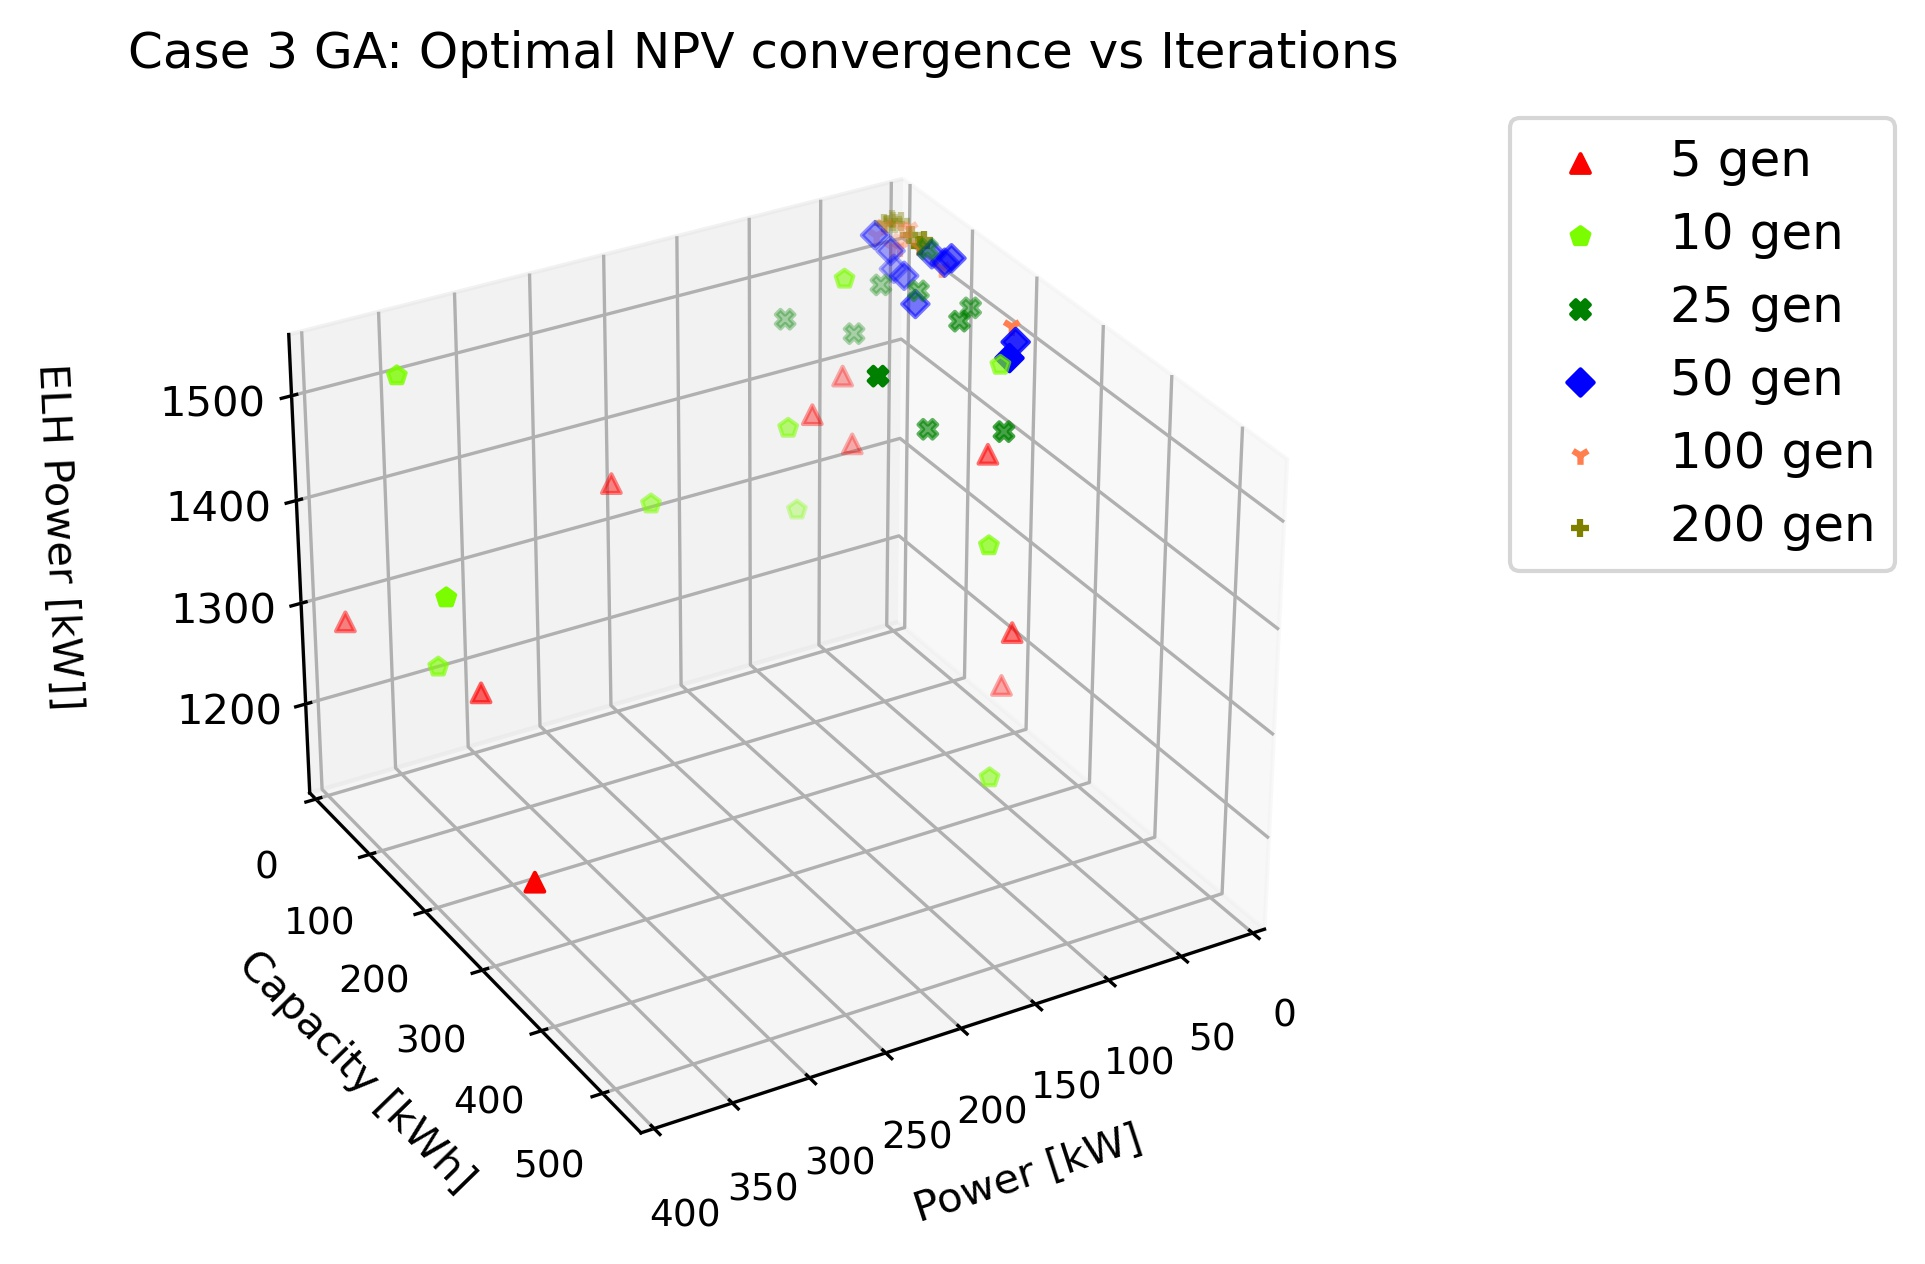 Case 3 GA: Optimal NPV convergence vs Iterations
5 gen
10 gen
25 gen
50 gen
100 gen
200 gen
ELH Power [kW]]
1500
1400
1300
1200
0
100
200
300
400
500
Capacity [kWh]
400
350
300
250
200
150
100
50
0
Power [kW]